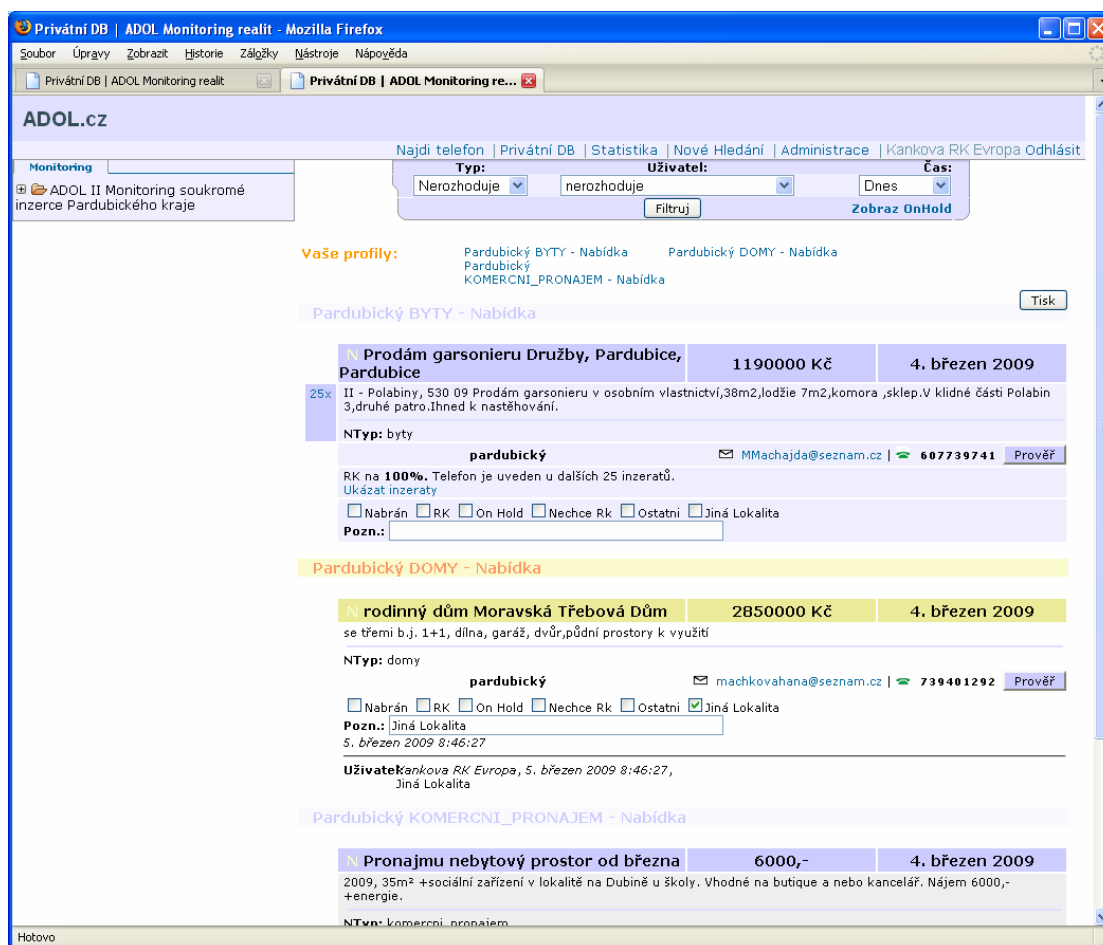 Privátní DB | ADOL Monitoring realit - Mozilla Firefox
Soubor Úpravy Zobrazit Historie Záložky Nástroje Nápověda
Privátní DB | ADOL Monitoring realit
Privátní DB | ADOL Monitoring re...
ADOL.cz
Najdi telefon | Privátní DB | Statistika | Nové Hledání | Administrace | Kankova RK Evropa Odhlásit
Monitoring
ADOL II Monitoring soukromé
inzerce Pardubického kraje
Typ: Uživatel: Čas:
Nerozhoduje nerozhoduje Dnes
Filtruj Zobraz OnHold
Vaše profily:
Pardubický BYTY - Nabídka Pardubický DOMY - Nabídka
Pardubický
KOMERCNI_PRONAJEM - Nabídka
Tisk
Pardubický BYTY - Nabídka
N Prodám garsonieru Družby, Pardubice,
Pardubice
1190000 Kč 4. březen 2009
25x
II - Polabiny, 530 09 Prodám garsonieru v osobním vlastnictví,38m2,lodžie 7m2,komora ,sklep.V klidné části Polabin
3,druhé patro.Ihned k nastěhování.
NTyp: byty
pardubický MMachajda@seznam.cz | 607739741 Prověř
RK na 100%. Telefon je uveden u dalších 25 inzeratů.
Ukázat inzeraty
Nabrán RK On Hold Nechce Rk Ostatni Jiná Lokalita
Pozn.:
Pardubický DOMY - Nabídka
N rodinný dům Moravská Třebová Dům 2850000 Kč 4. březen 2009
se třemi b.j. 1+1, dílna, garáž, dvůr,půdní prostory k využití
NTyp: domy
pardubický machkovahana@seznam.cz | 739401292 Prověř
Nabrán RK On Hold Nechce Rk Ostatni Jiná Lokalita
Pozn.: Jiná Lokalita
5. březen 2009 8:46:27
Uživatel Kankova RK Evropa, 5. březen 2009 8:46:27,
Jiná Lokalita
Pardubický KOMERCNI_PRONAJEM - Nabídka
N Pronajmu nebytový prostor od března 6000,- 4. březen 2009
2009, 35m² +sociální zařízení v lokalitě na Dubině u školy. Vhodné na butique a nebo kancelář. Nájem 6000,-
+energie.
NTyp: komercni_pronajem
Hotovo